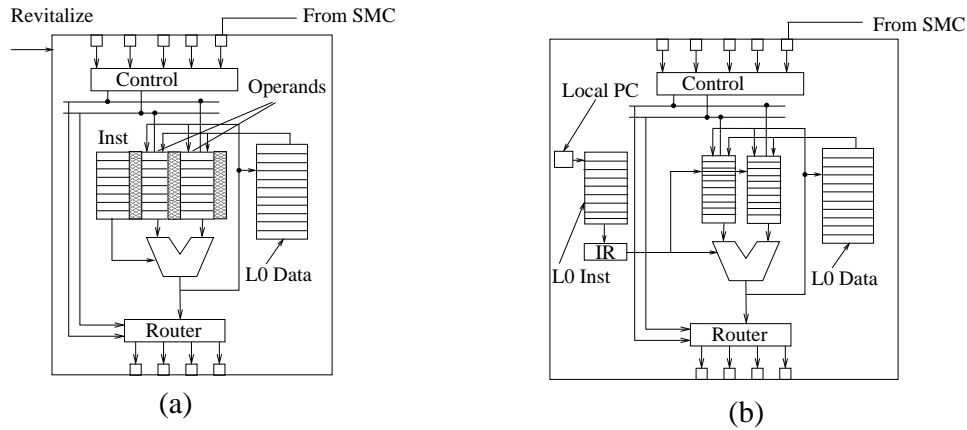 Revitalize
From SMC
Control
Operands
Inst
L0 Data
Router
(a)
From SMC
Control
Local PC
IR
L0 Inst
L0 Data
Router
(b)